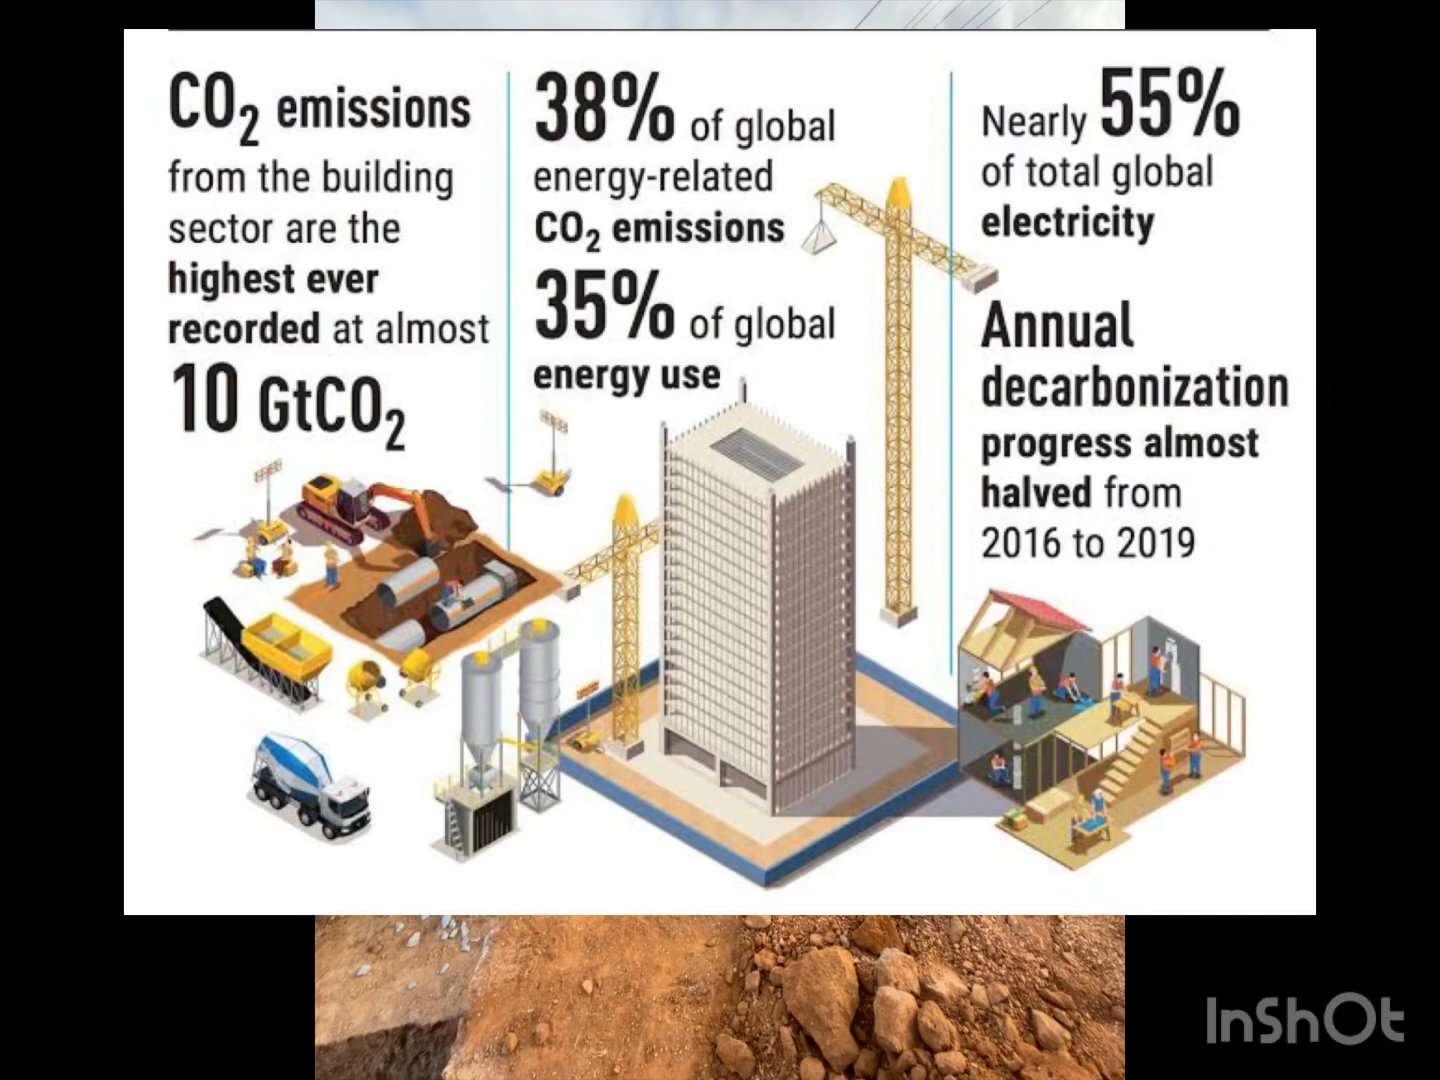 CO₂ emissions
from the building
sector are the
highest ever
recorded at almost
10 GtCO₂
38% of global
energy-related
CO₂ emissions
35% of global
energy use
Nearly 55%
of total global
electricity
Annual
decarbonization
progress almost
halved from
2016 to 2019
InShOt